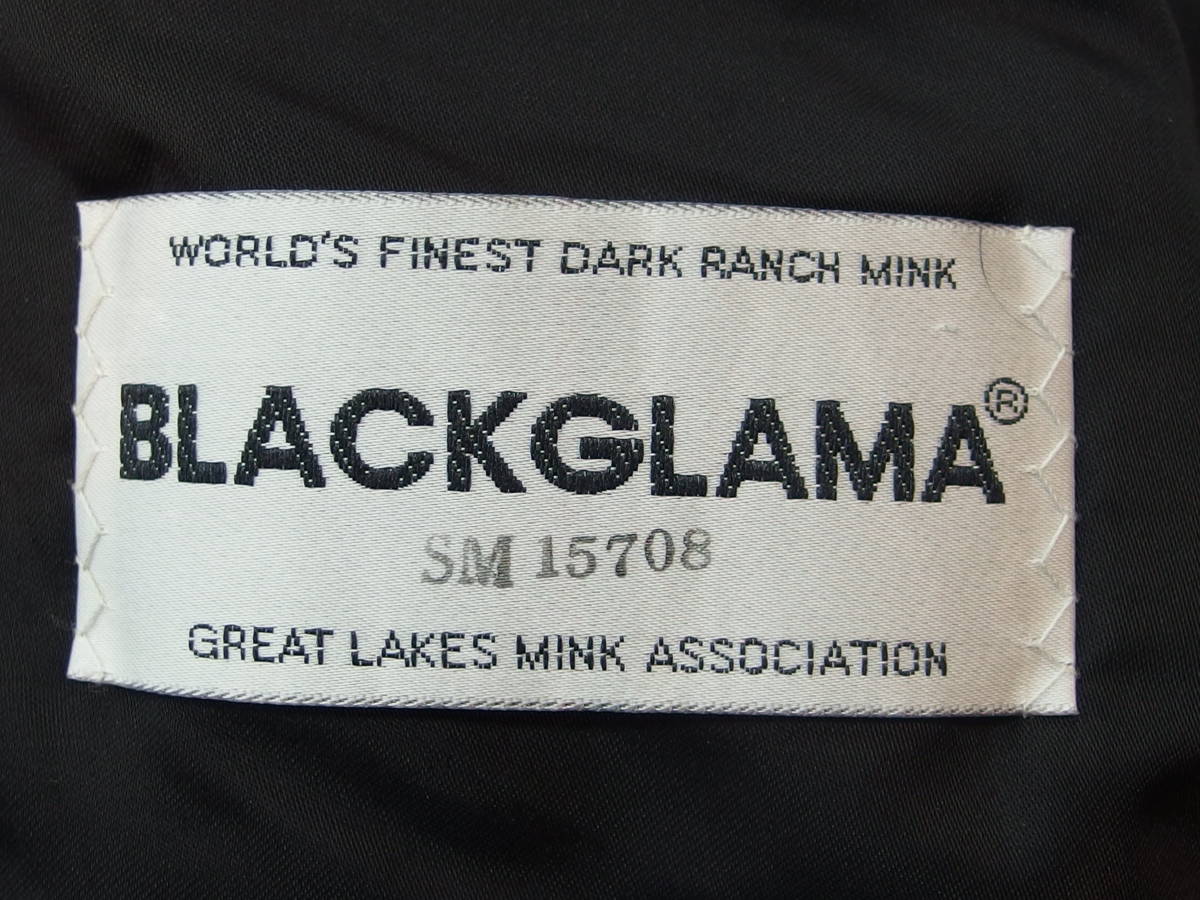 WORLD'S FINEST DARK RANCH MINK
BLACKGLAMA®
SM 15708
GREAT LAKES MINK ASSOCIATION